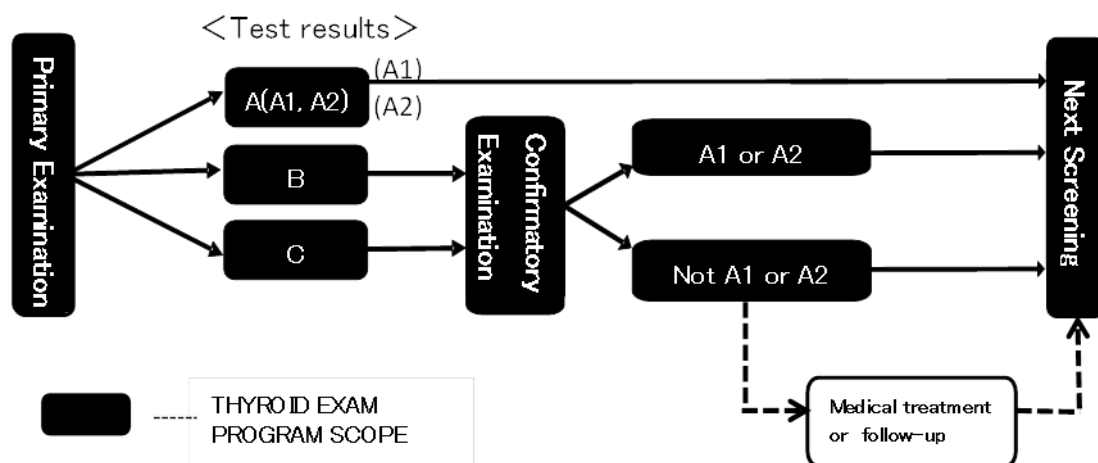 ＜Test results＞
Primary Examination
A(A1, A2)
(A1)
(A2)
B
C
Confirmatory
Examination
A1 or A2
Not A1 or A2
Next Screening
Medical treatment
or follow-up
THYROID EXAM
PROGRAM SCOPE